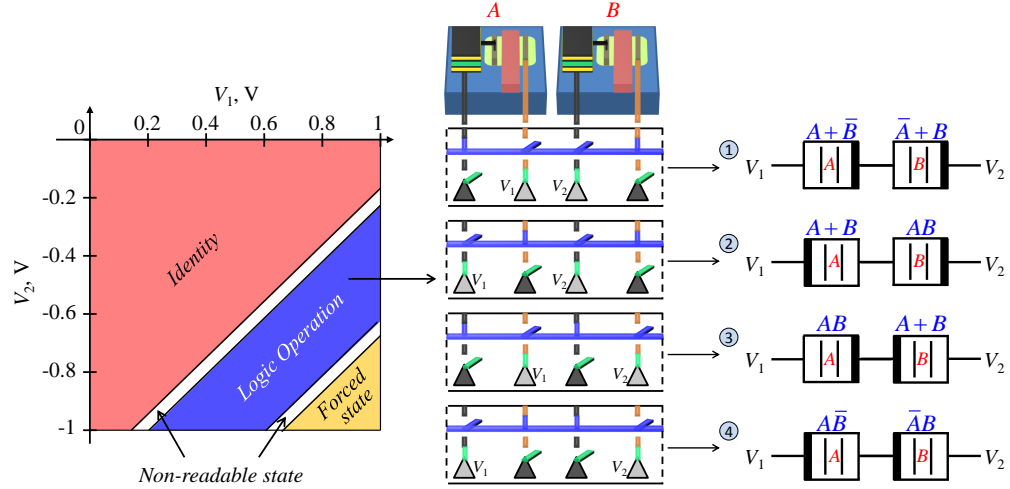 A
B
V₁, V
0
0.2
0.4
0.6
0.8
1
-0.2
-0.4
-0.6
-0.8
-1
V₂, V
Identity
Logic Operation
Forced
state
Non-readable state
V₁
V₂
1
A + B̅
A̅ + B
V₁
A
B
V₂
V₁
V₂
2
A + B
AB
V₁
A
B
V₂
V₁
V₂
3
AB
A + B
V₁
A
B
V₂
V₁
V₂
4
AB̅
A̅B
V₁
A
B
V₂